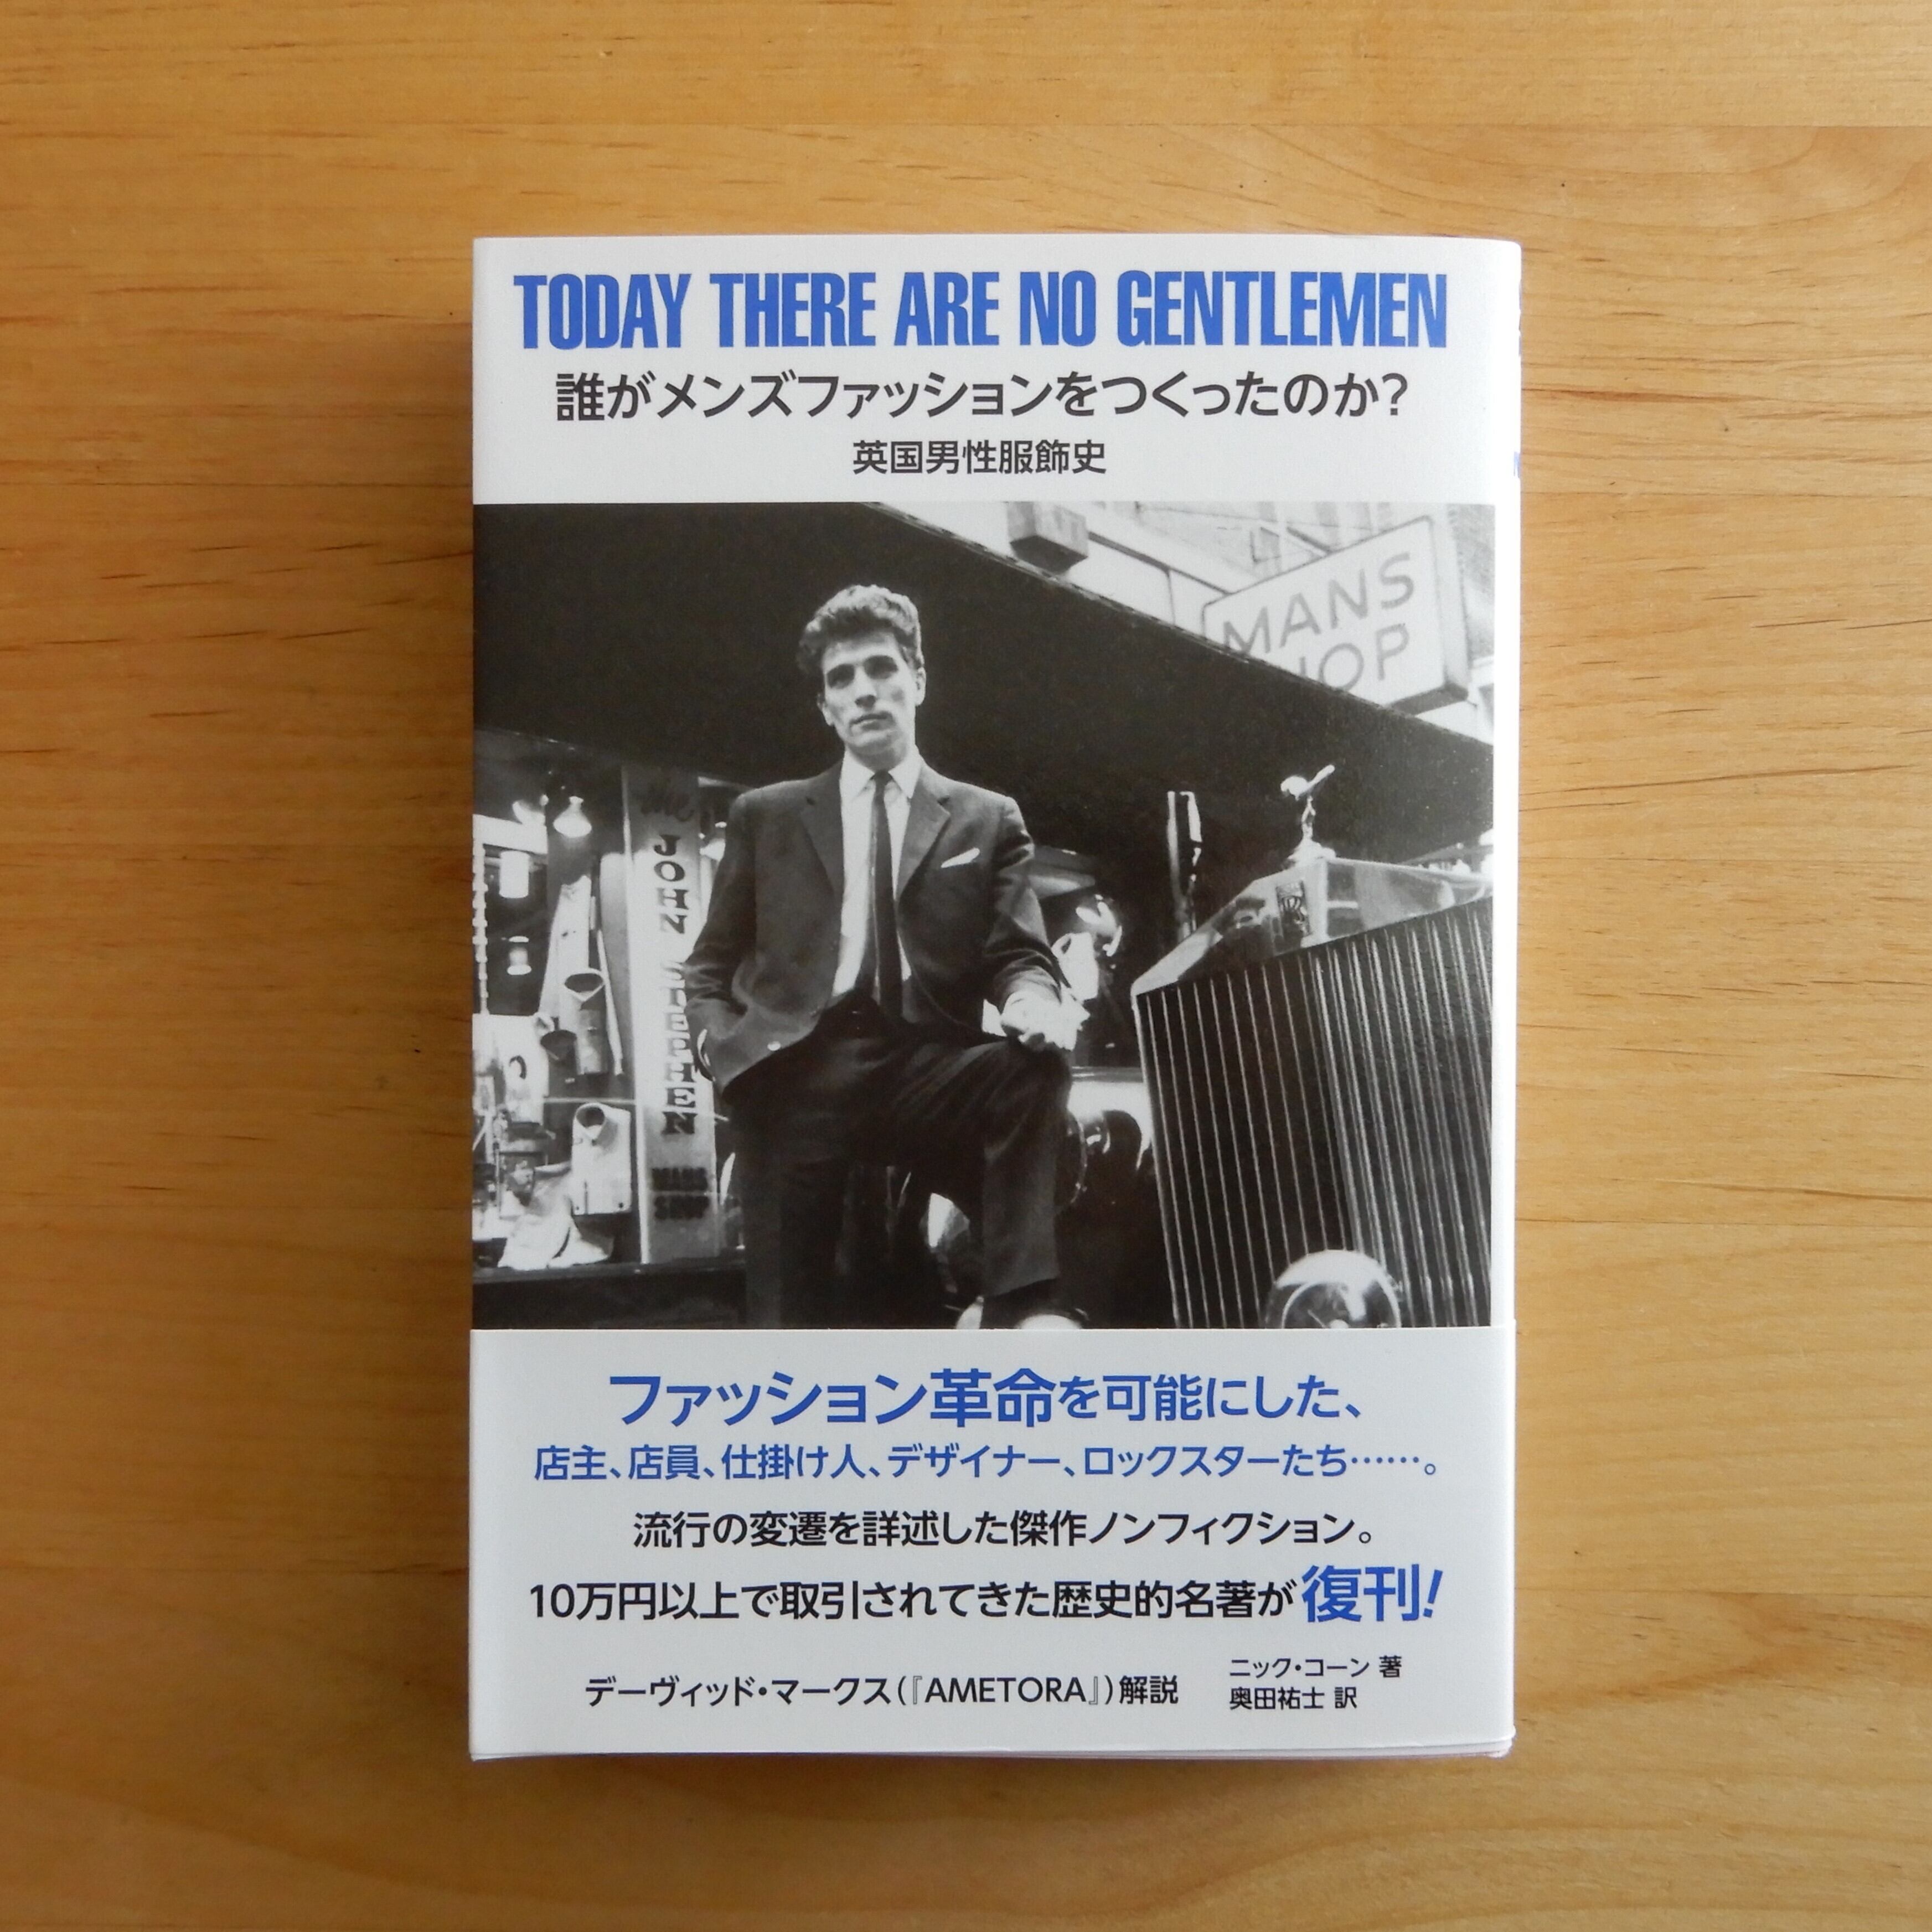 TODAY THERE ARE NO GENTLEMEN
誰がメンズファッションをつくったのか?
英国男性服飾史
MANS
HOP
the
JOHN
STEPHEN
MANS
SHOP
ファッション革命を可能にした、
店主、店員、仕掛け人、デザイナー、ロックスターたち……。
流行の変遷を詳述した傑作ノンフィクション。
10万円以上で取引されてきた歴史的名著が復刊!
デーヴィッド・マークス(『AMETORA』)解説
ニック・コーン 著
奥田祐士 訳